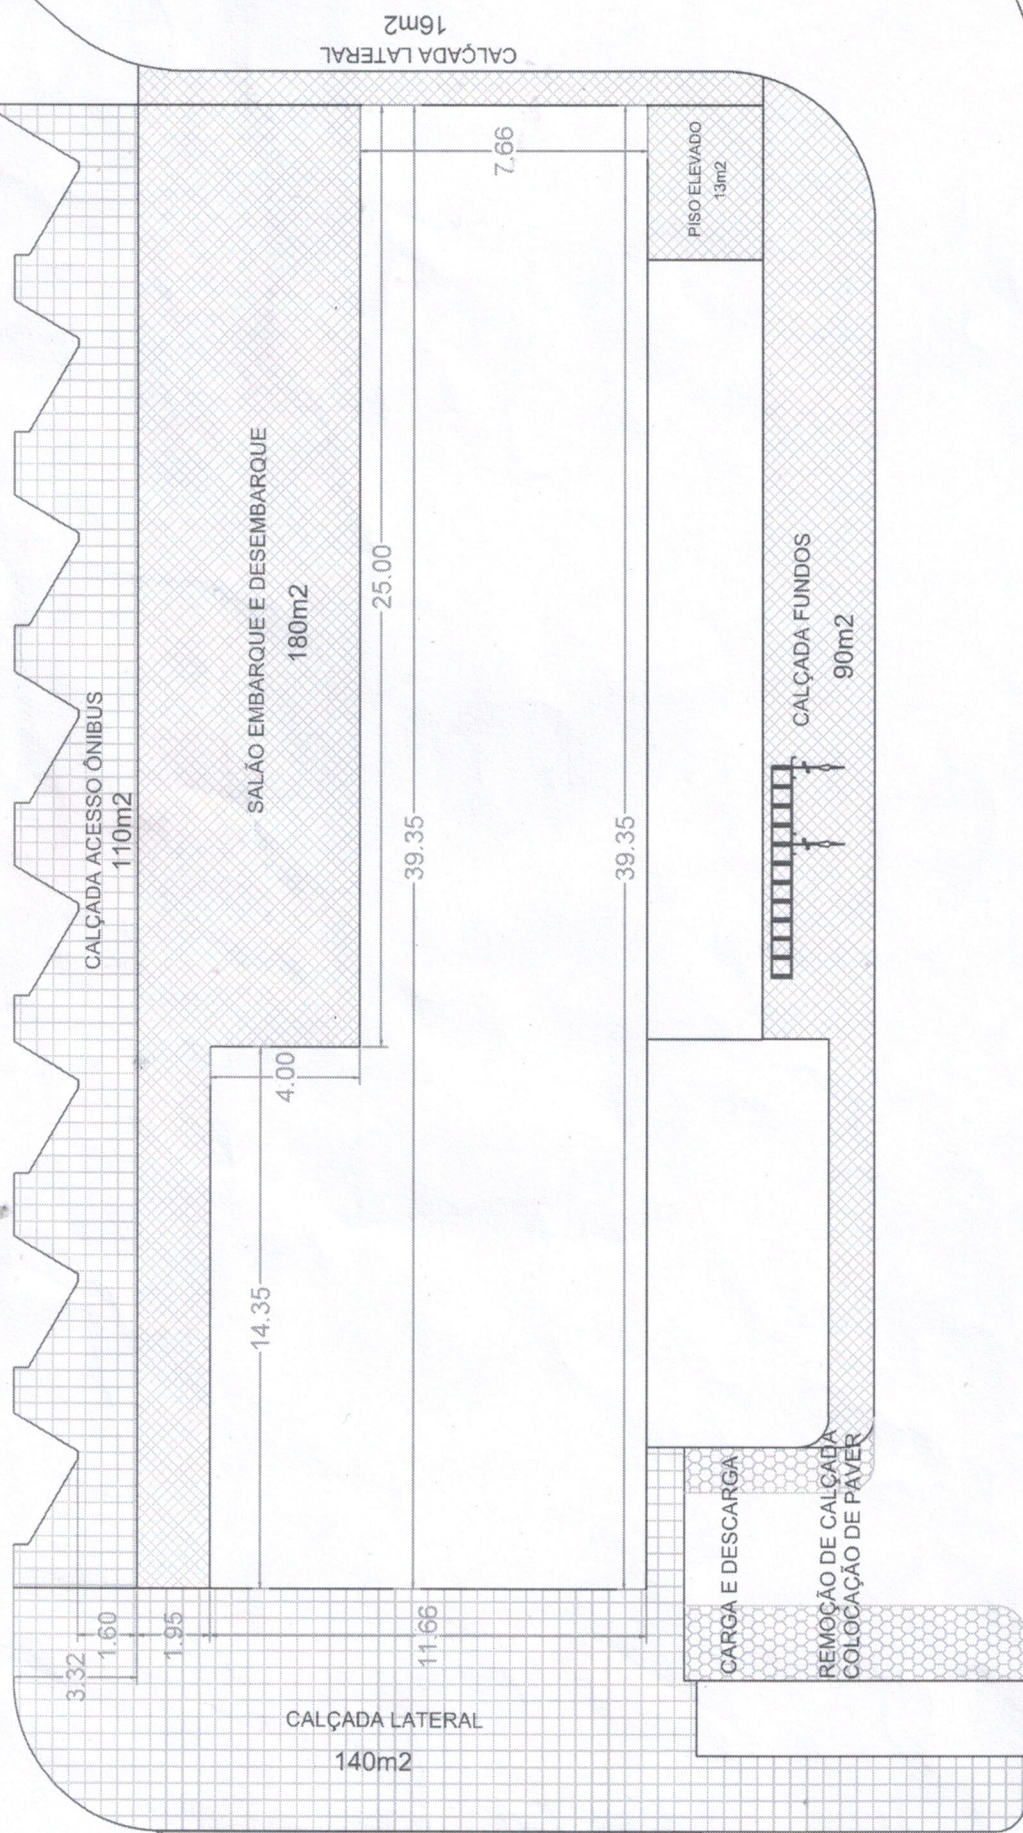 CALÇADA LATERAL
16m2
CALÇADA ACESSO ÔNIBUS
110m2
SALÃO EMBARQUE E DESEMBARQUE
180m2
7.66
PISO ELEVADO
13m2
25.00
39.35
39.35
4.00
14.35
CALÇADA FUNDOS
90m2
3.32
1.60
1.95
11.66
CARGA E DESCARGA
REMOÇÃO DE CALÇADA
COLOCAÇÃO DE PAVER
CALÇADA LATERAL
140m2